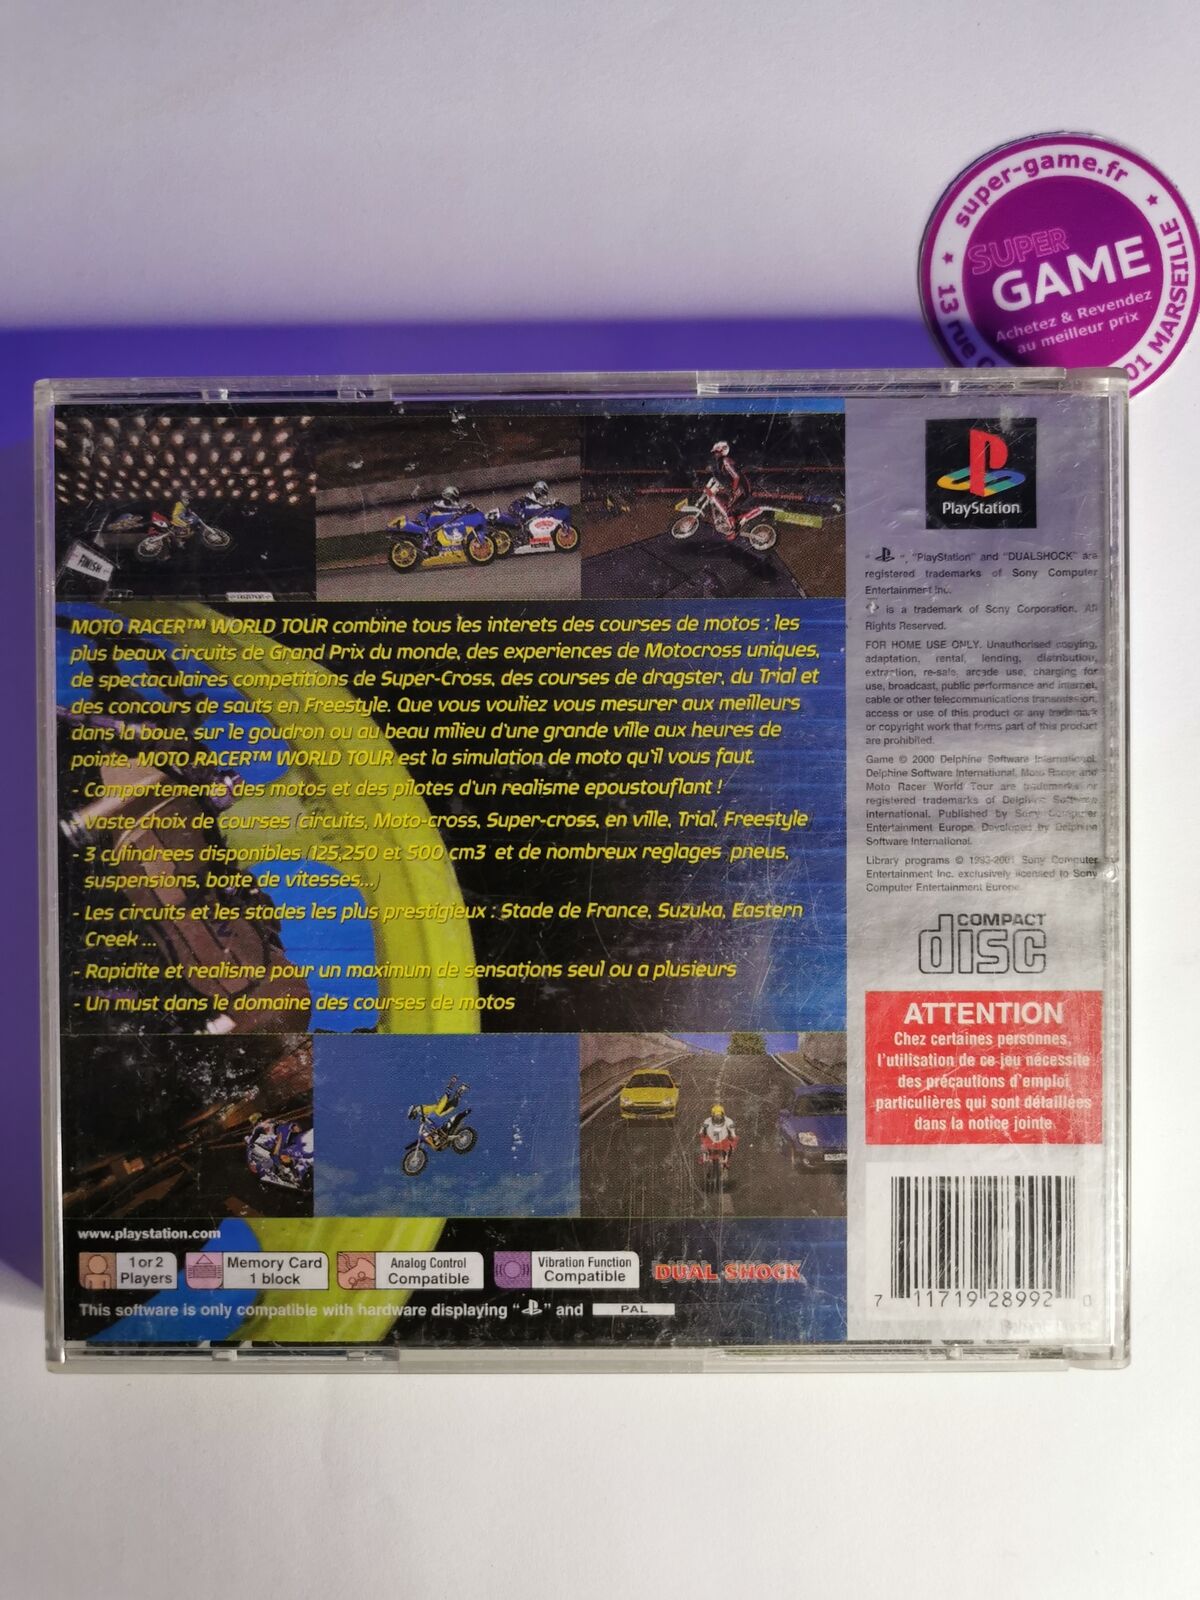 super-game.fr
SUPER
GAME
Achetez & Revendez
au meilleur prix
13 rue
01 MARSEILLE
FINISH
PlayStation
MOTO RACER™ WORLD TOUR combine tous les interets des courses de motos : les
plus beaux circuits de Grand Prix du monde, des experiences de Motocross uniques,
de spectaculaires competitions de Super-Cross, des courses de dragster, du Trial et
des concours de sauts en Freestyle. Que vous vouliez vous mesurer aux meilleurs
dans la boue, sur le goudron ou au beau milieu d'une grande ville aux heures de
pointe, MOTO RACER™ WORLD TOUR est la simulation de moto qu'il vous faut.
- Comportements des motos et des pilotes d'un realisme epoustouflant !
- Vaste choix de courses (circuits, Moto-cross, Super-cross, en ville, Trial, Freestyle)
- 3 cylindrees disponibles (125,250 et 500 cm3 et de nombreux reglages pneus,
suspensions, boite de vitesses...)
- Les circuits et les stades les plus prestigieux : Stade de France, Suzuka, Eastern
Creek ...
- Rapidite et realisme pour un maximum de sensations seul ou a plusieurs
- Un must dans le domaine des courses de motos
" ", "PlayStation" and "DUALSHOCK" are
registered trademarks of Sony Computer
Entertainment Inc.
is a trademark of Sony Corporation. All
Rights Reserved.
FOR HOME USE ONLY. Unauthorised copying,
adaptation, rental, lending, distribution,
extraction, re-sale, arcade use, charging for
use, broadcast, public performance and internet,
cable or other telecommunications transmission,
access or use of this product or any trademark
or copyright work that forms part of this product
are prohibited.
Game © 2000 Delphine Software International.
Delphine Software International, Moto Racer and
Moto Racer World Tour are trademarks or
registered trademarks of Delphine Software
International. Published by Sony Computer
Entertainment Europe. Developed by Delphine
Software International.
Library programs © 1993-2001 Sony Computer
Entertainment Inc. exclusively licensed to Sony
Computer Entertainment Europe.
COMPACT
disc
ATTENTION
Chez certaines personnes,
l'utilisation de ce jeu nécessite
des précautions d'emploi
particulières qui sont détaillées
dans la notice jointe.
7 11719 28992 0
www.playstation.com
1 or 2
Players
Memory Card
1 block
Analog Control
Compatible
Vibration Function
Compatible
DUAL SHOCK
This software is only compatible with hardware displaying " " and PAL